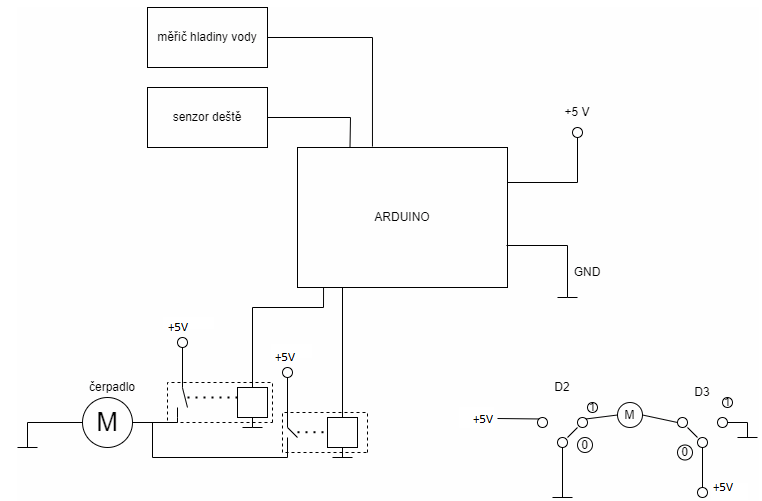 měřič hladiny vody
senzor deště
+5 V
ARDUINO
GND
+5V
+5V
čerpadlo
M
D2
D3
1
1
+5V
M
0
0
+5V